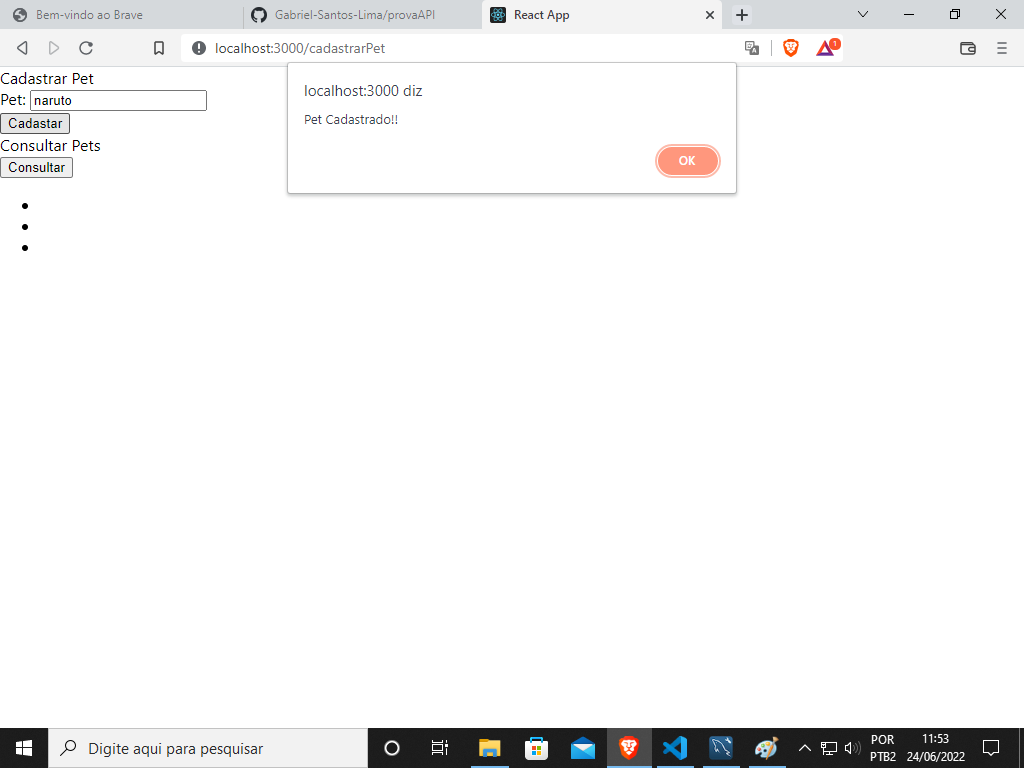 Bem-vindo ao Brave
Gabriel-Santos-Lima/provaAPI
React App
localhost:3000/cadastrarPet
1
localhost:3000 diz
Pet Cadastrado!!
OK
Cadastrar Pet
Pet: naruto
Cadastar
Consultar Pets
Consultar
Digite aqui para pesquisar
POR
PTB2
11:53
24/06/2022